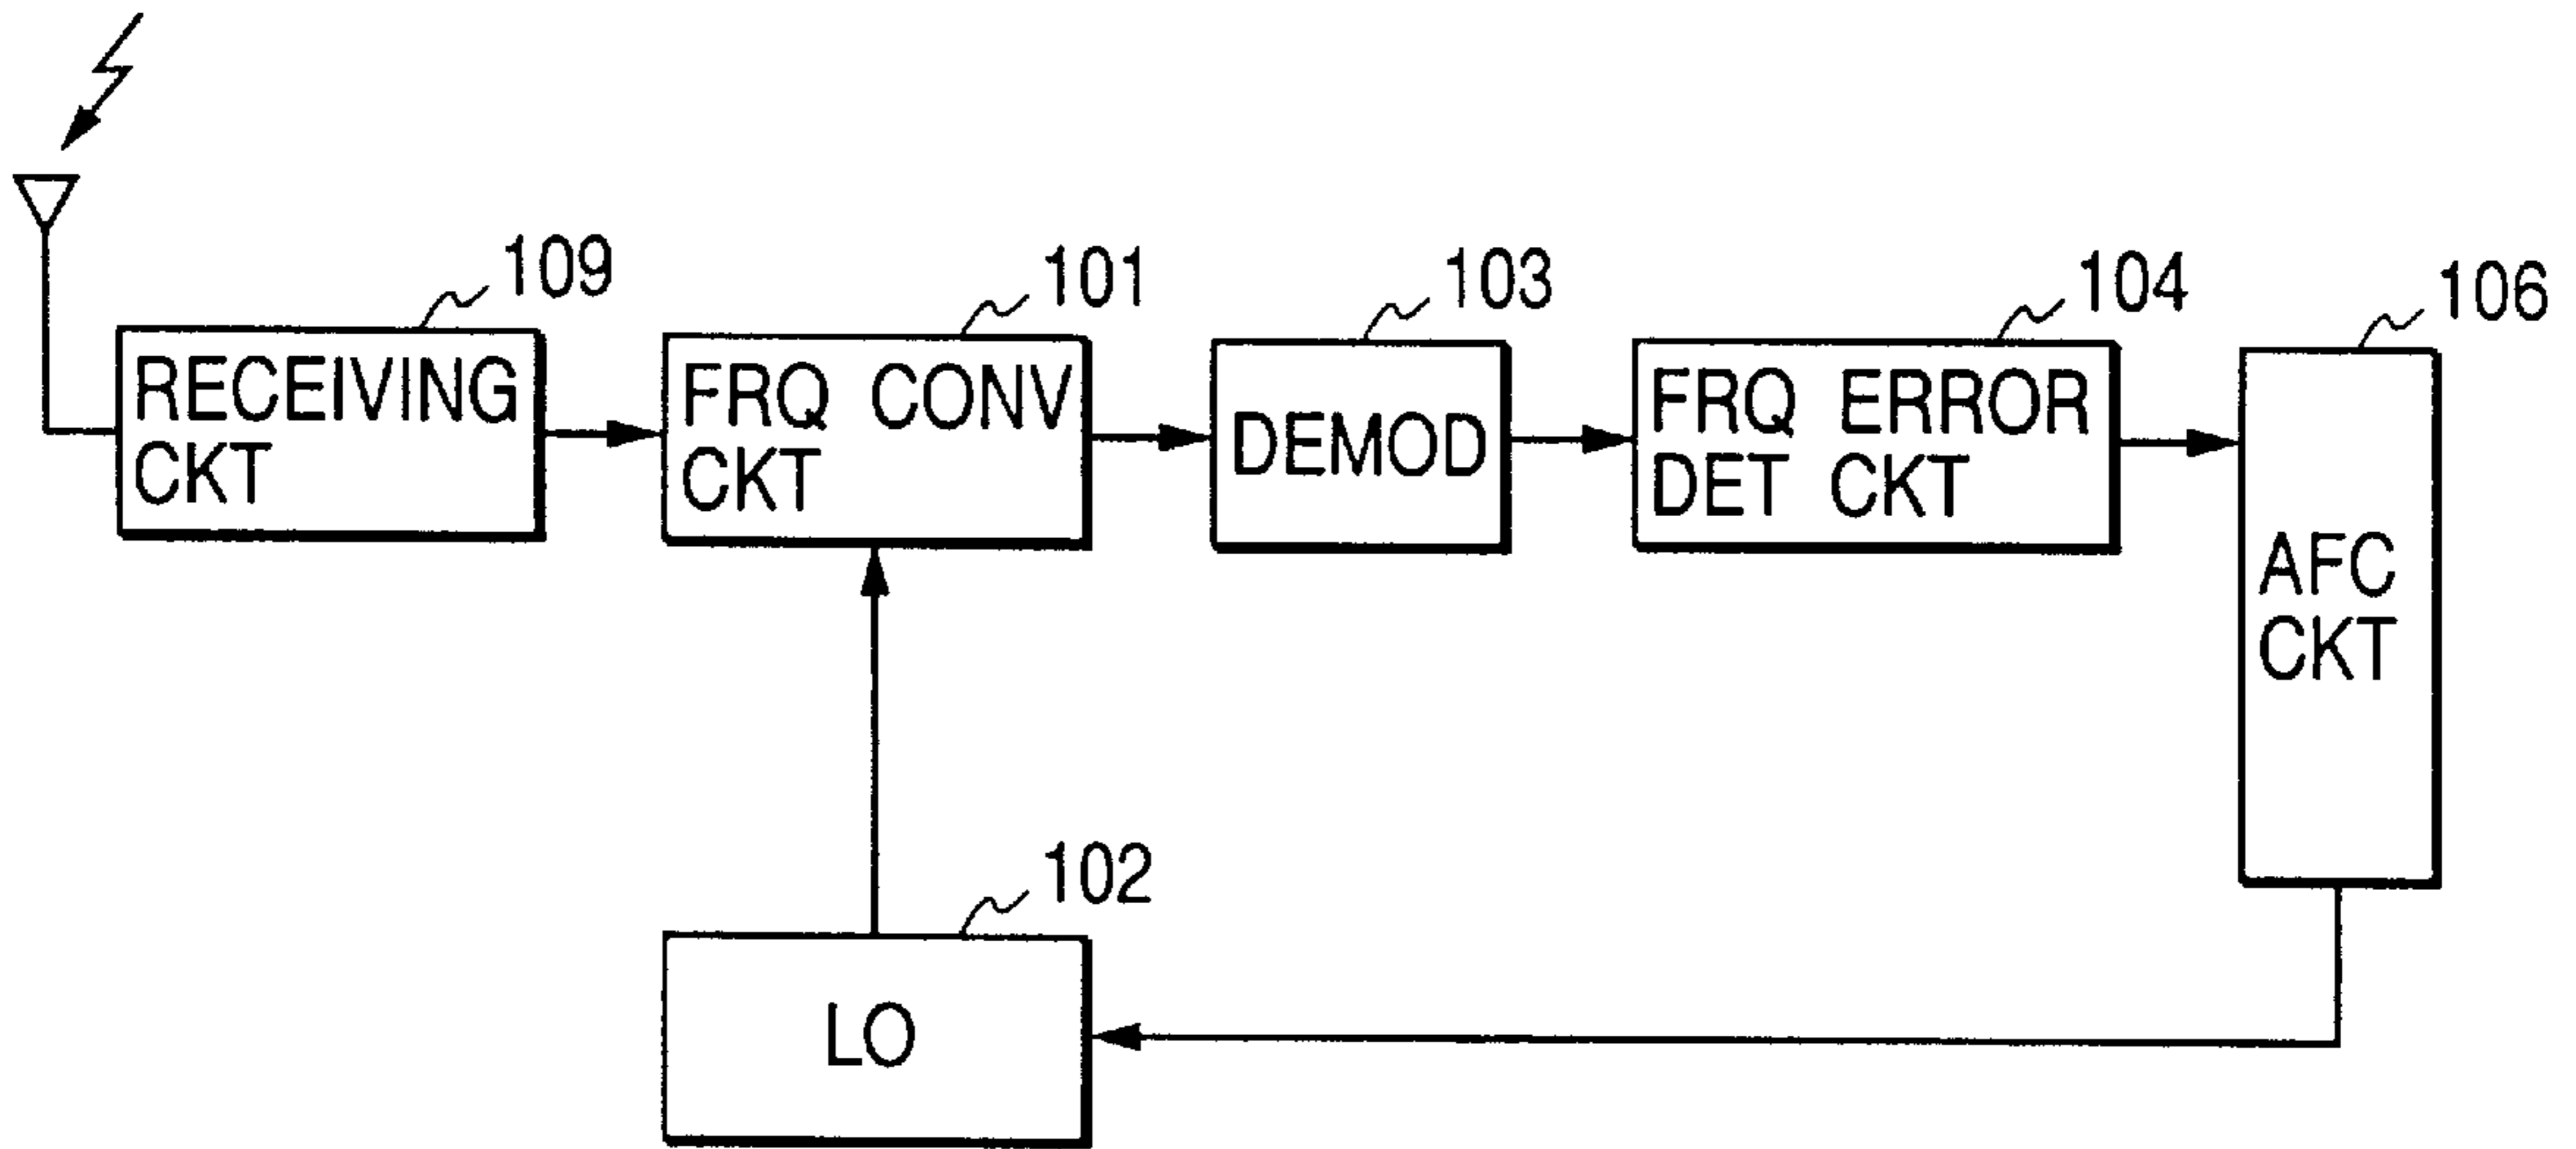 109
101
103
104
106
RECEIVING
CKT
FRQ CONV
CKT
DEMOD
FRQ ERROR
DET CKT
AFC
CKT
102
LO